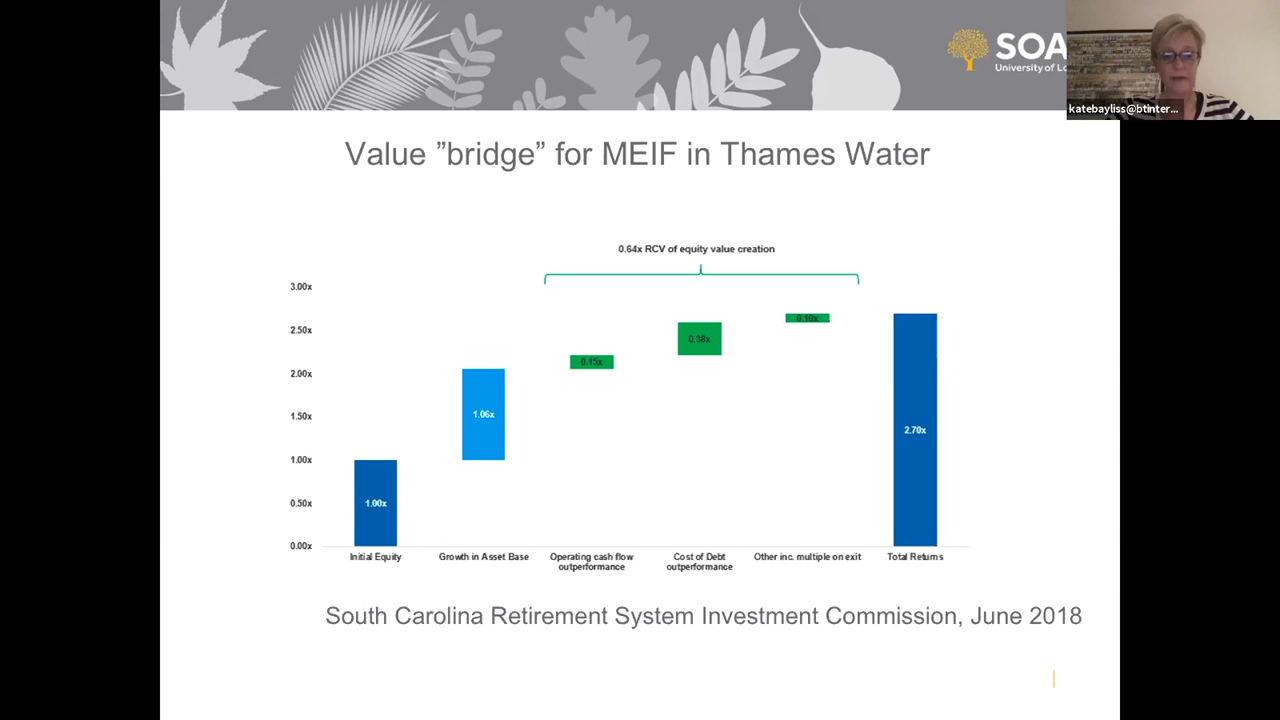 SOA
University of Lo
katebayliss@btinter...
Value ”bridge” for MEIF in Thames Water
0.64x RCV of equity value creation
3.00x
2.50x
2.00x
1.50x
1.00x
0.50x
0.00x
1.00x
1.06x
0.15x
0.38x
0.10x
2.70x
Initial Equity
Growth in Asset Base
Operating cash flow
outperformance
Cost of Debt
outperformance
Other inc. multiple on exit
Total Returns
South Carolina Retirement System Investment Commission, June 2018